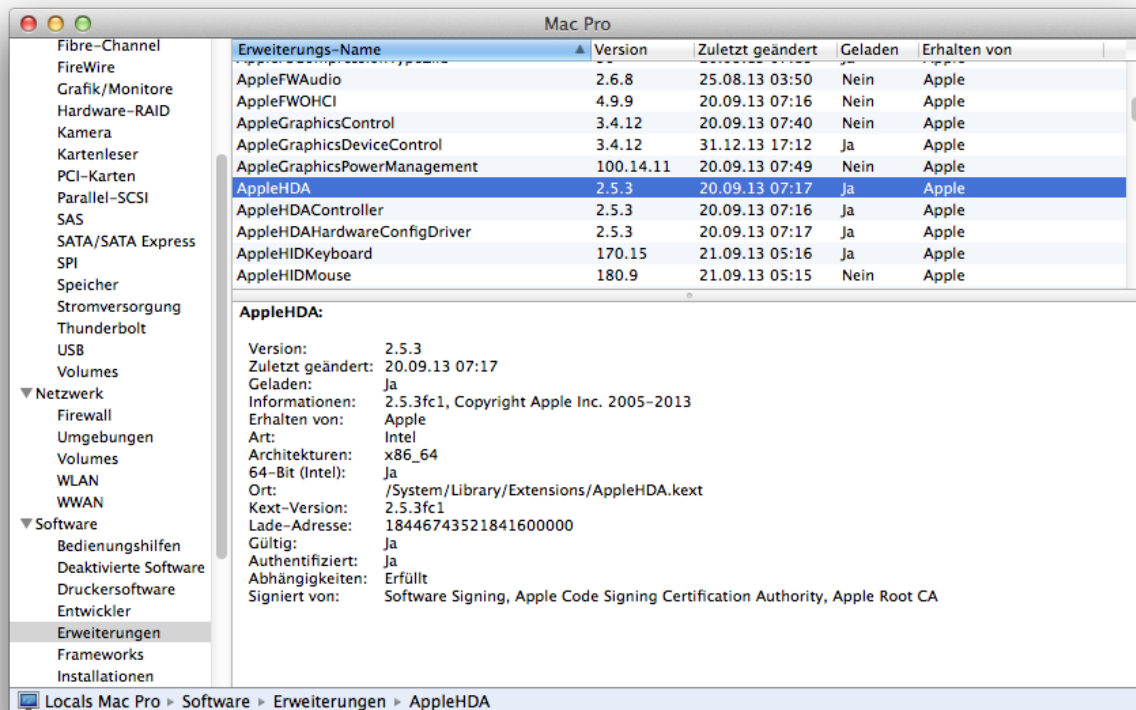 Mac Pro
Fibre-Channel
FireWire
Grafik/Monitore
Hardware-RAID
Kamera
Kartenleser
PCI-Karten
Parallel-SCSI
SAS
SATA/SATA Express
SPI
Speicher
Stromversorgung
Thunderbolt
USB
Volumes
Netzwerk
Firewall
Umgebungen
Volumes
WLAN
WWAN
Software
Bedienungshilfen
Deaktivierte Software
Druckersoftware
Entwickler
Erweiterungen
Frameworks
Installationen
Erweiterungs-Name Version Zuletzt geändert Geladen Erhalten von
AppleFWAudio 2.6.8 25.08.13 03:50 Nein Apple
AppleFWOHCI 4.9.9 20.09.13 07:16 Nein Apple
AppleGraphicsControl 3.4.12 20.09.13 07:40 Nein Apple
AppleGraphicsDeviceControl 3.4.12 31.12.13 17:12 Ja Apple
AppleGraphicsPowerManagement 100.14.11 20.09.13 07:49 Nein Apple
AppleHDA 2.5.3 20.09.13 07:17 Ja Apple
AppleHDAController 2.5.3 20.09.13 07:16 Ja Apple
AppleHDAHardwareConfigDriver 2.5.3 20.09.13 07:17 Ja Apple
AppleHIDKeyboard 170.15 21.09.13 05:16 Ja Apple
AppleHIDMouse 180.9 21.09.13 05:15 Nein Apple
AppleHDA:
Version: 2.5.3
Zuletzt geändert: 20.09.13 07:17
Geladen: Ja
Informationen: 2.5.3fc1, Copyright Apple Inc. 2005-2013
Erhalten von: Apple
Art: Intel
Architekturen: x86_64
64-Bit (Intel): Ja
Ort: /System/Library/Extensions/AppleHDA.kext
Kext-Version: 2.5.3fc1
Lade-Adresse: 18446743521841600000
Gültig: Ja
Authentifiziert: Ja
Abhängigkeiten: Erfüllt
Signiert von: Software Signing, Apple Code Signing Certification Authority, Apple Root CA
Locals Mac Pro ▸ Software ▸ Erweiterungen ▸ AppleHDA